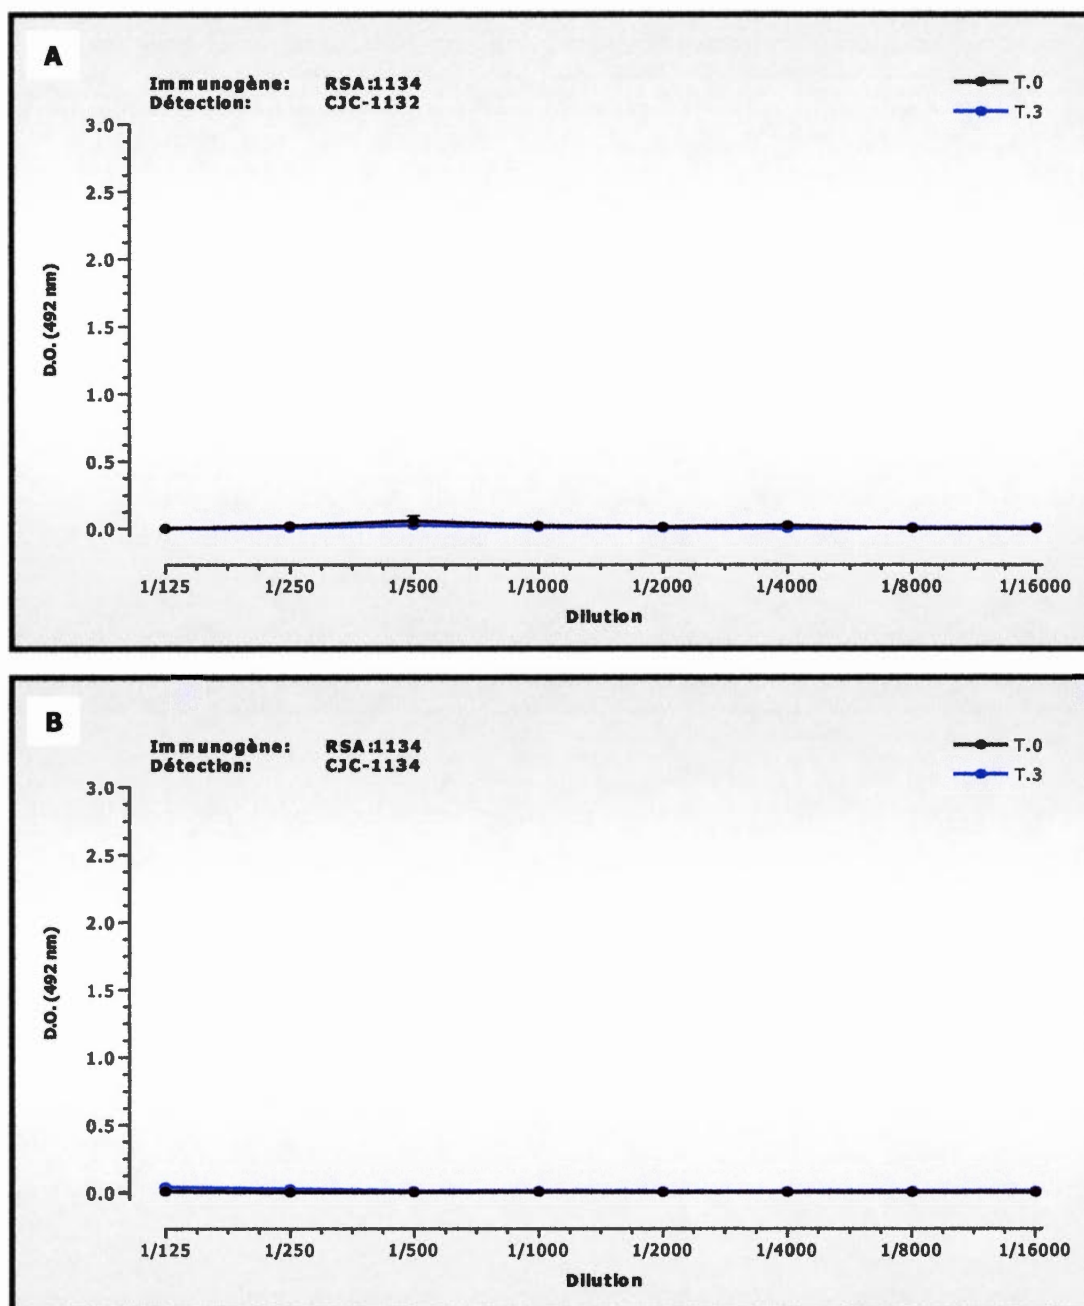 A
Immunogène: RSA:1134
Détection: CJC-1132
T.0
T.3
3.0
2.5
2.0
1.5
1.0
0.5
0.0
D.O. (492 nm)
1/125 1/250 1/500 1/1000 1/2000 1/4000 1/8000 1/16000
Dilution
B
Immunogène: RSA:1134
Détection: CJC-1134
T.0
T.3
3.0
2.5
2.0
1.5
1.0
0.5
0.0
D.O. (492 nm)
1/125 1/250 1/500 1/1000 1/2000 1/4000 1/8000 1/16000
Dilution